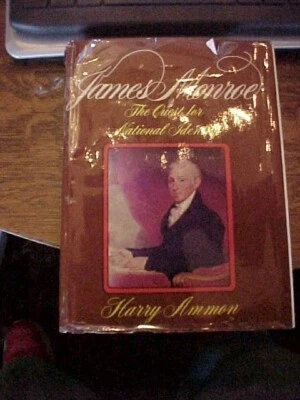 James Monroe
The Quest for
National Identity
Harry Ammon